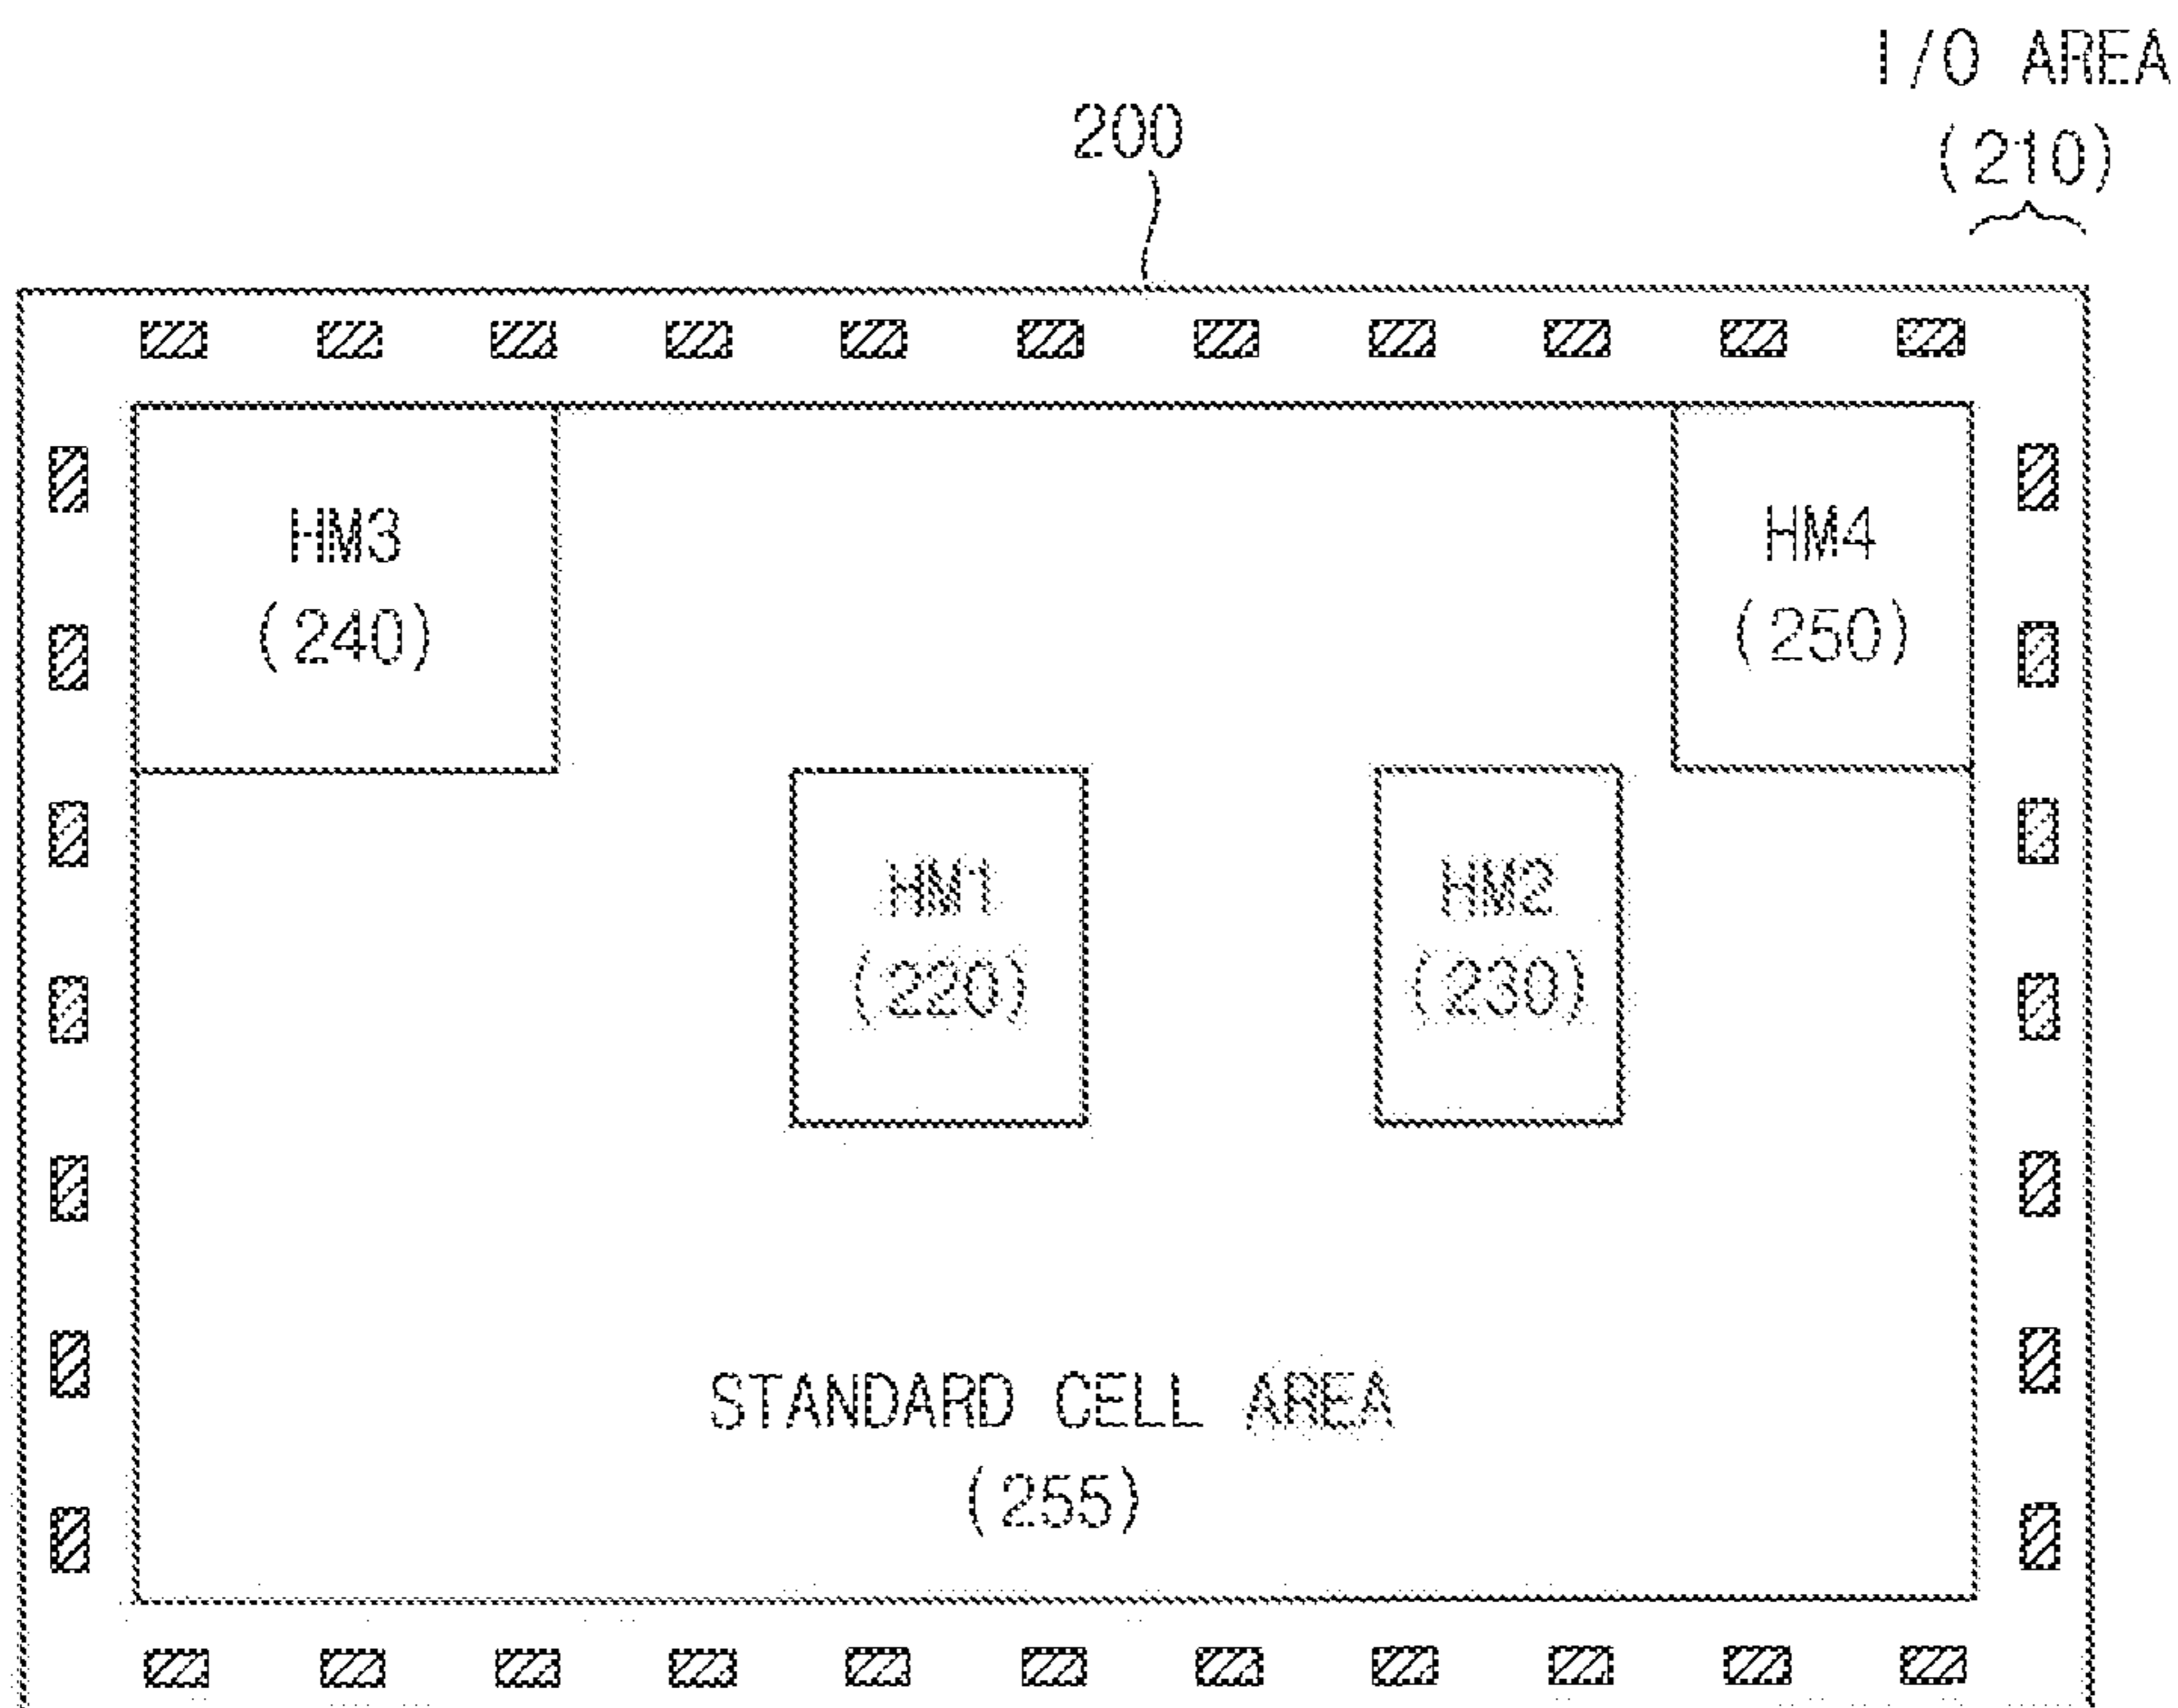 I/O AREA
(210)
200
HM3
(240)
HM4
(250)
HM1
(220)
HM2
(230)
STANDARD CELL AREA
(255)